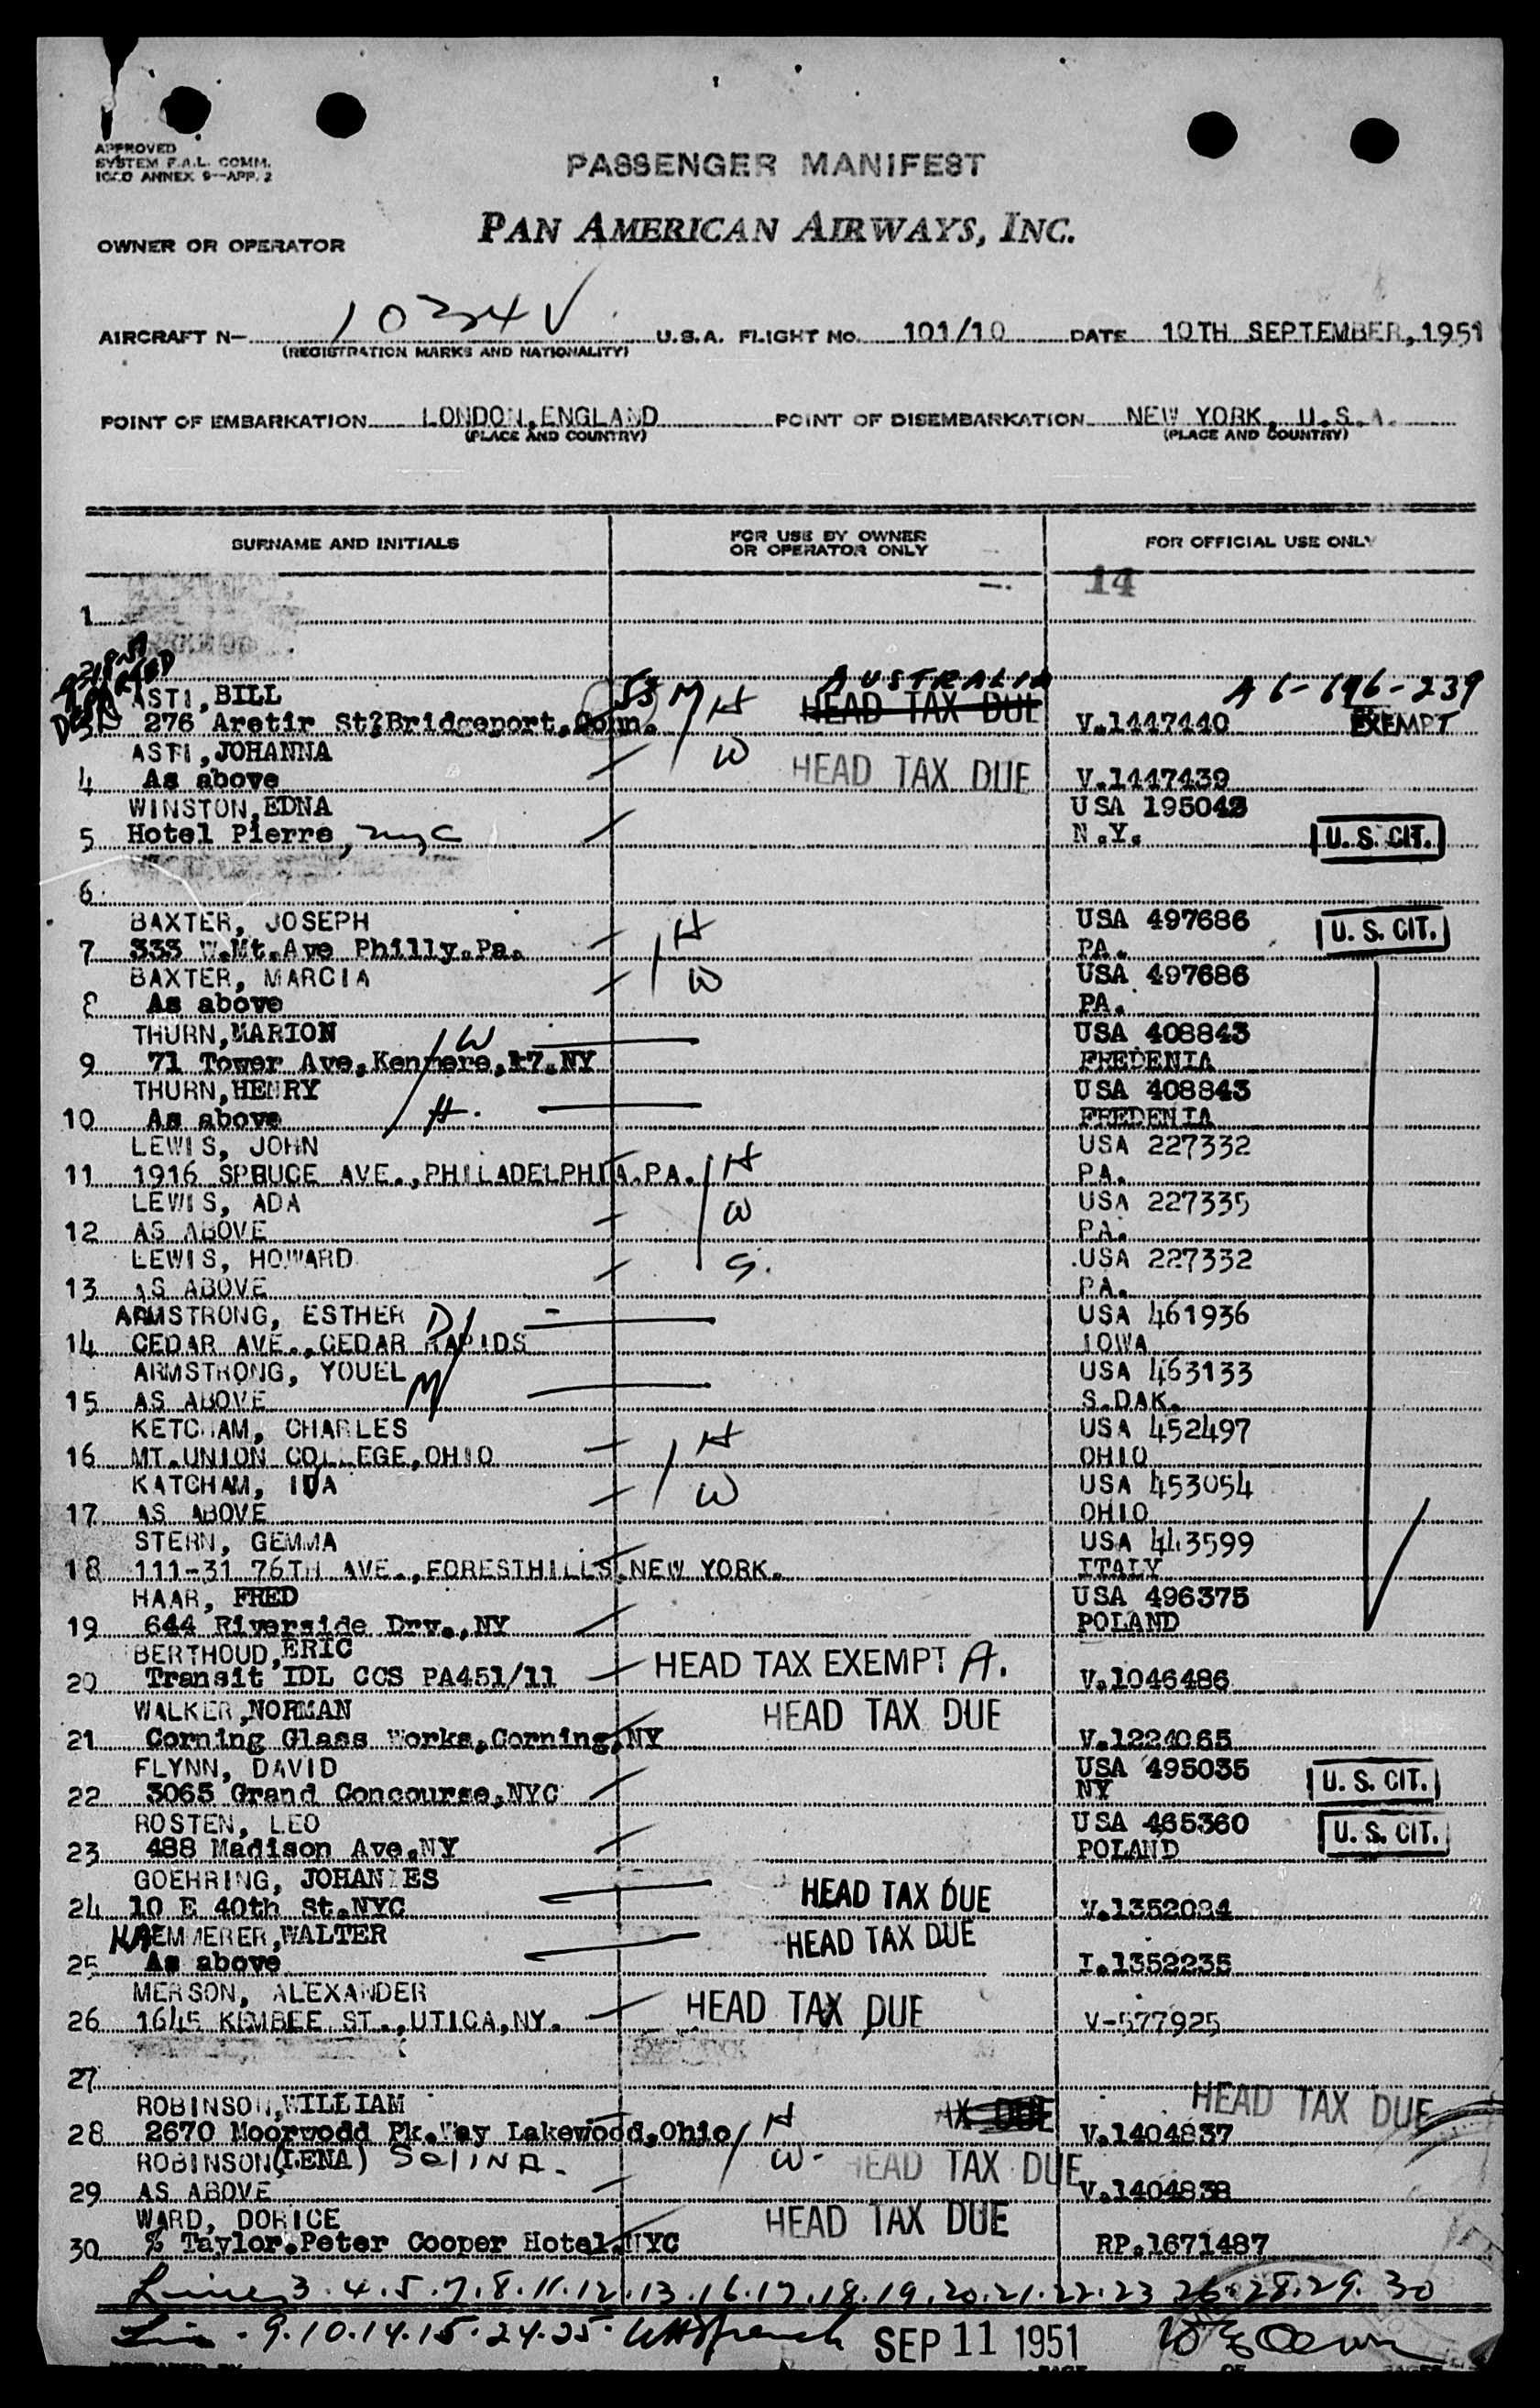 APPROVED
SYSTEM F.A.L. COMM.
ICAO ANNEX 9--APP. 2
PASSENGER MANIFEST
OWNER OR OPERATOR PAN AMERICAN AIRWAYS, INC.
AIRCRAFT N- 1034V U.S.A. FLIGHT NO. 101/10 DATE 10TH SEPTEMBER, 1951
(REGISTRATION MARKS AND NATIONALITY)
POINT OF EMBARKATION LONDON, ENGLAND POINT OF DISEMBARKATION NEW YORK, U.S.A.
(PLACE AND COUNTRY) (PLACE AND COUNTRY)
SURNAME AND INITIALS FOR USE BY OWNER OR OPERATOR ONLY FOR OFFICIAL USE ONLY
14
1
DEPARTED AUSTRALIA A6-696-239
ASTI, BILL 53 M H HEAD TAX DUE
276 Aretir St?Bridgeport, Conn. V.1447440 EXEMPT
ASTI, JOHANNA W
4 As above HEAD TAX DUE V.1447439
WINSTON, EDNA USA 195043
5 Hotel Pierre, NYC N.Y. U. S. CIT.
6
BAXTER, JOSEPH H USA 497686
7 333 W.Mt.Ave Philly.Pa. PA. U. S. CIT.
BAXTER, MARCIA W USA 497686
8 As above PA.
THURN, MARION W USA 408843
9 71 Tower Ave, Kenmere, 17.NY FREDENIA
THURN, HENRY H. USA 408843
10 As above FREDENIA
LEWIS, JOHN H USA 227332
11 1916 SPRUCE AVE., PHILADELPHIA.PA. PA.
LEWIS, ADA W USA 227335
12 AS ABOVE PA.
LEWIS, HOWARD S. USA 227332
13 AS ABOVE PA.
ARMSTRONG, ESTHER D USA 461936
14 CEDAR AVE., CEDAR RAPIDS IOWA
ARMSTRONG, YOUEL M USA 463133
15 AS ABOVE S.DAK.
KETCHAM, CHARLES H USA 452497
16 MT.UNION COLLEGE, OHIO OHIO
KATCHAM, IDA W USA 453054
17 AS ABOVE OHIO
STERN, GEMMA USA 443599
18 111-31 76TH AVE., FORESTHILLS, NEW YORK. ITALY
HAAR, FRED USA 496375
19 644 Riverside Drv., NY POLAND
BERTHOUD, ERIC HEAD TAX EXEMPT A.
20 Transit IDL CCS PA451/11 V.1046486
WALKER, NORMAN HEAD TAX DUE
21 Corning Glass Works, Corning, NY V.1224065
FLYNN, DAVID USA 495035
22 3065 Grand Concourse, NYC NY U. S. CIT.
ROSTEN, LEO USA 465360
23 488 Madison Ave.NY POLAND U. S. CIT.
GOEHRING, JOHANNES HEAD TAX DUE
24 10 E 40th St.NYC V.1352084
HAEMMERER, WALTER HEAD TAX DUE
25 As above I.1352235
MERSON, ALEXANDER HEAD TAX DUE
26 1645 KEMBEE ST., UTICA, NY. V-577925
27
ROBINSON, WILLIAM AX DUE HEAD TAX DUE
28 2670 Moorwodd Pk.Way Lakewood, Ohio H V.1404837
ROBINSON (LENA) SELINA. W. HEAD TAX DUE
29 AS ABOVE V.1404838
WARD, DORICE HEAD TAX DUE
30 % Taylor.Peter Cooper Hotel.NYC RP.1671487
Lines 3.4.5.7.8.11.12.13.16.17.18.19.20.21.22.23 26.28.29.30
Lin - 9.10.14.15.24.25. SEP 11 1951